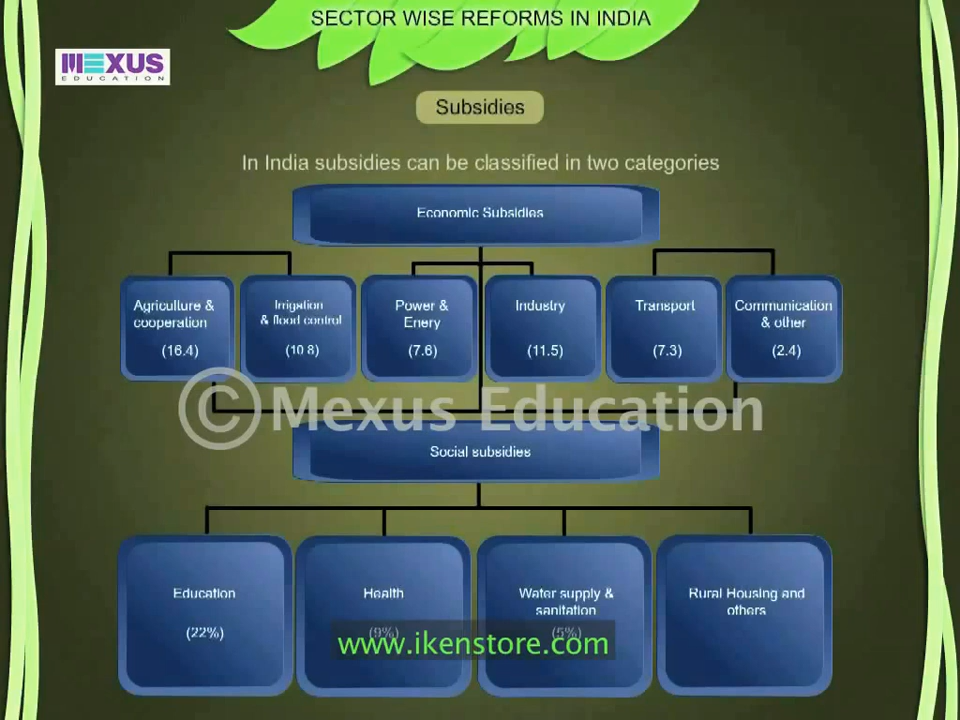 SECTOR WISE REFORMS IN INDIA
MEXUS
EDUCATION
Subsidies
In India subsidies can be classified in two categories
Economic Subsidies
Agriculture &
cooperation
(16.4)
Irrigation
& flood control
(10.8)
Power &
Enery
(7.6)
Industry
(11.5)
Transport
(7.3)
Communication
& other
(2.4)
© Mexus Education
Social subsidies
Education
(22%)
Health
(9%)
Water supply &
sanitation
(5%)
Rural Housing and
others
www.ikenstore.com